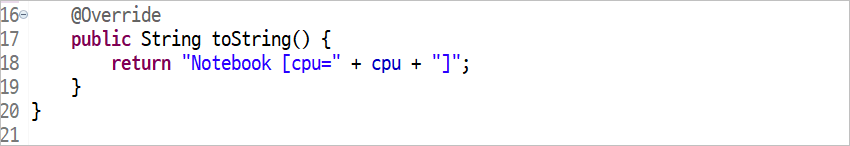 16 @Override
17 public String toString() {
18 return "Notebook [cpu=" + cpu + "]";
19 }
20 }
21